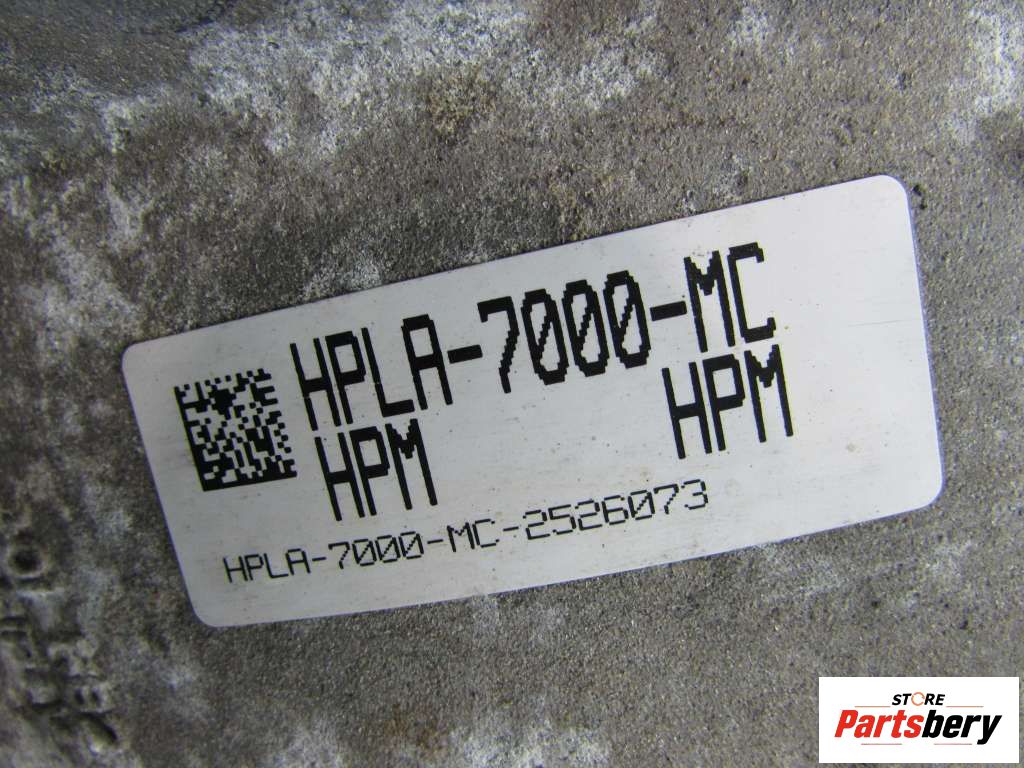 HPLA-7000-MC
HPM HPM
HPLA-7000-MC-2526073
STORE
Partsbery